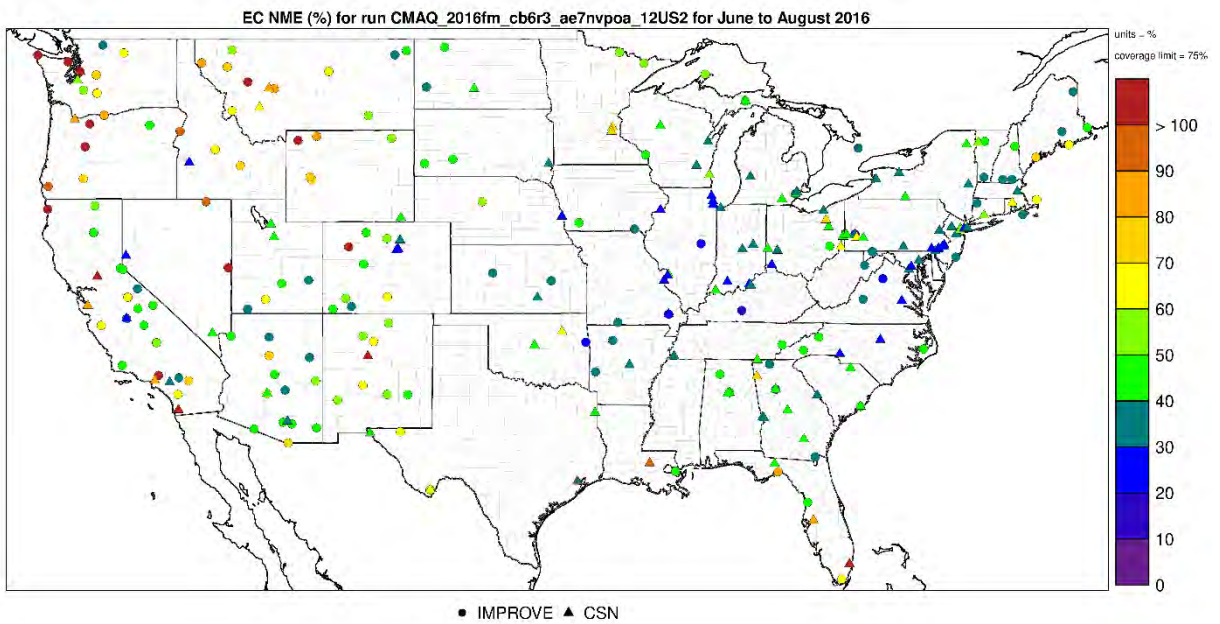 EC NME (%) for run CMAQ_2016fm_cb6r3_ae7nvpoa_12US2 for June to August 2016
units = %
coverage limit = 75%
> 100
90
80
70
60
50
40
30
20
10
0
● IMPROVE ▲ CSN